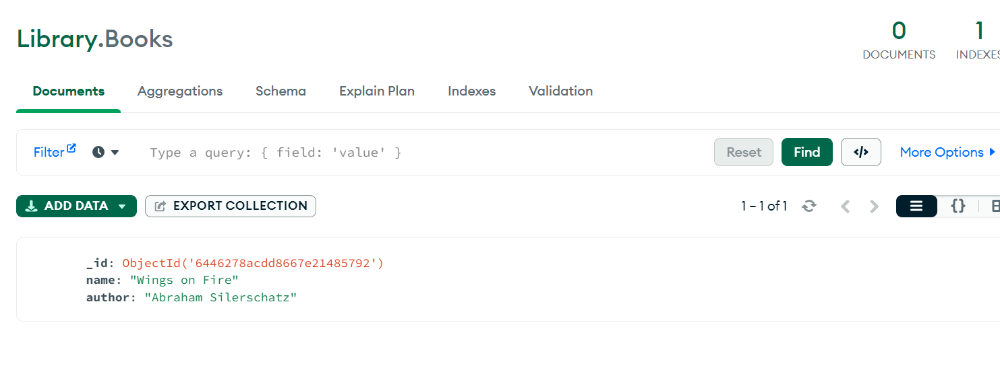 Library.Books
0
DOCUMENTS
1
INDEXES
Documents Aggregations Schema Explain Plan Indexes Validation
Filter Type a query: { field: 'value' } Reset Find </> More Options
ADD DATA EXPORT COLLECTION 1 – 1 of 1 {}
_id: ObjectId('6446278acdd8667e21485792')
name: "Wings on Fire"
author: "Abraham Silerschatz"